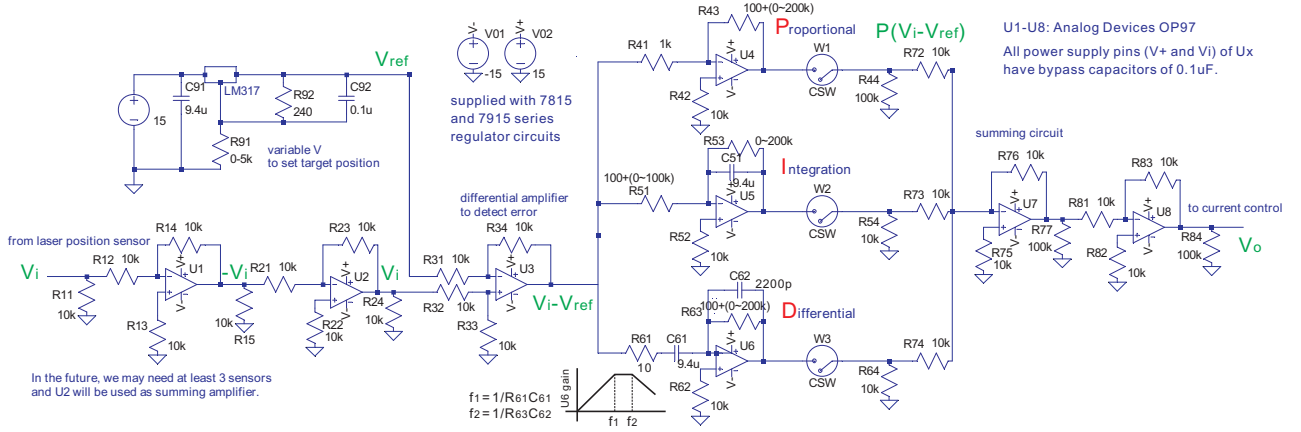 R43
100+(0~200k)
Proportional
P(Vi-Vref)
U1-U8: Analog Devices OP97
All power supply pins (V+ and Vi) of Ux
have bypass capacitors of 0.1uF.
V-
V01
-15
V+
V02
15
supplied with 7815
and 7915 series
regulator circuits
R41
1k
V+
U4
V-
R42
10k
W1
CSW
R44
100k
R72
10k
Vref
C91
9.4u
LM317
15
R92
240
C92
0.1u
R91
0-5k
variable V
to set target position
R53
0~200k
C51
9.4u
Integration
100+(0~100k)
R51
V+
U5
V-
R52
10k
W2
CSW
R54
10k
R73
10k
summing circuit
R76
10k
V+
U7
V-
R75
10k
R77
100k
R81
10k
R83
10k
V+
U8
V-
R82
10k
R84
100k
to current control
Vo
from laser position sensor
Vi
R11
10k
R12
10k
R14
10k
V+
U1
V-
R13
10k
-Vi
R15
10k
R21
10k
R23
10k
V+
U2
V-
R22
10k
Vi
R24
10k
differential amplifier
to detect error
R31
10k
R32
10k
R34
10k
V+
U3
V-
R33
10k
Vi-Vref
C62
2200p
R63
100+(0~200k)
Differential
R61
10
C61
9.4u
V+
U6
V-
R62
10k
W3
CSW
R64
10k
R74
10k
In the future, we may need at least 3 sensors
and U2 will be used as summing amplifier.
f1=1/R61C61
f2=1/R63C62
U6 gain
f1
f2